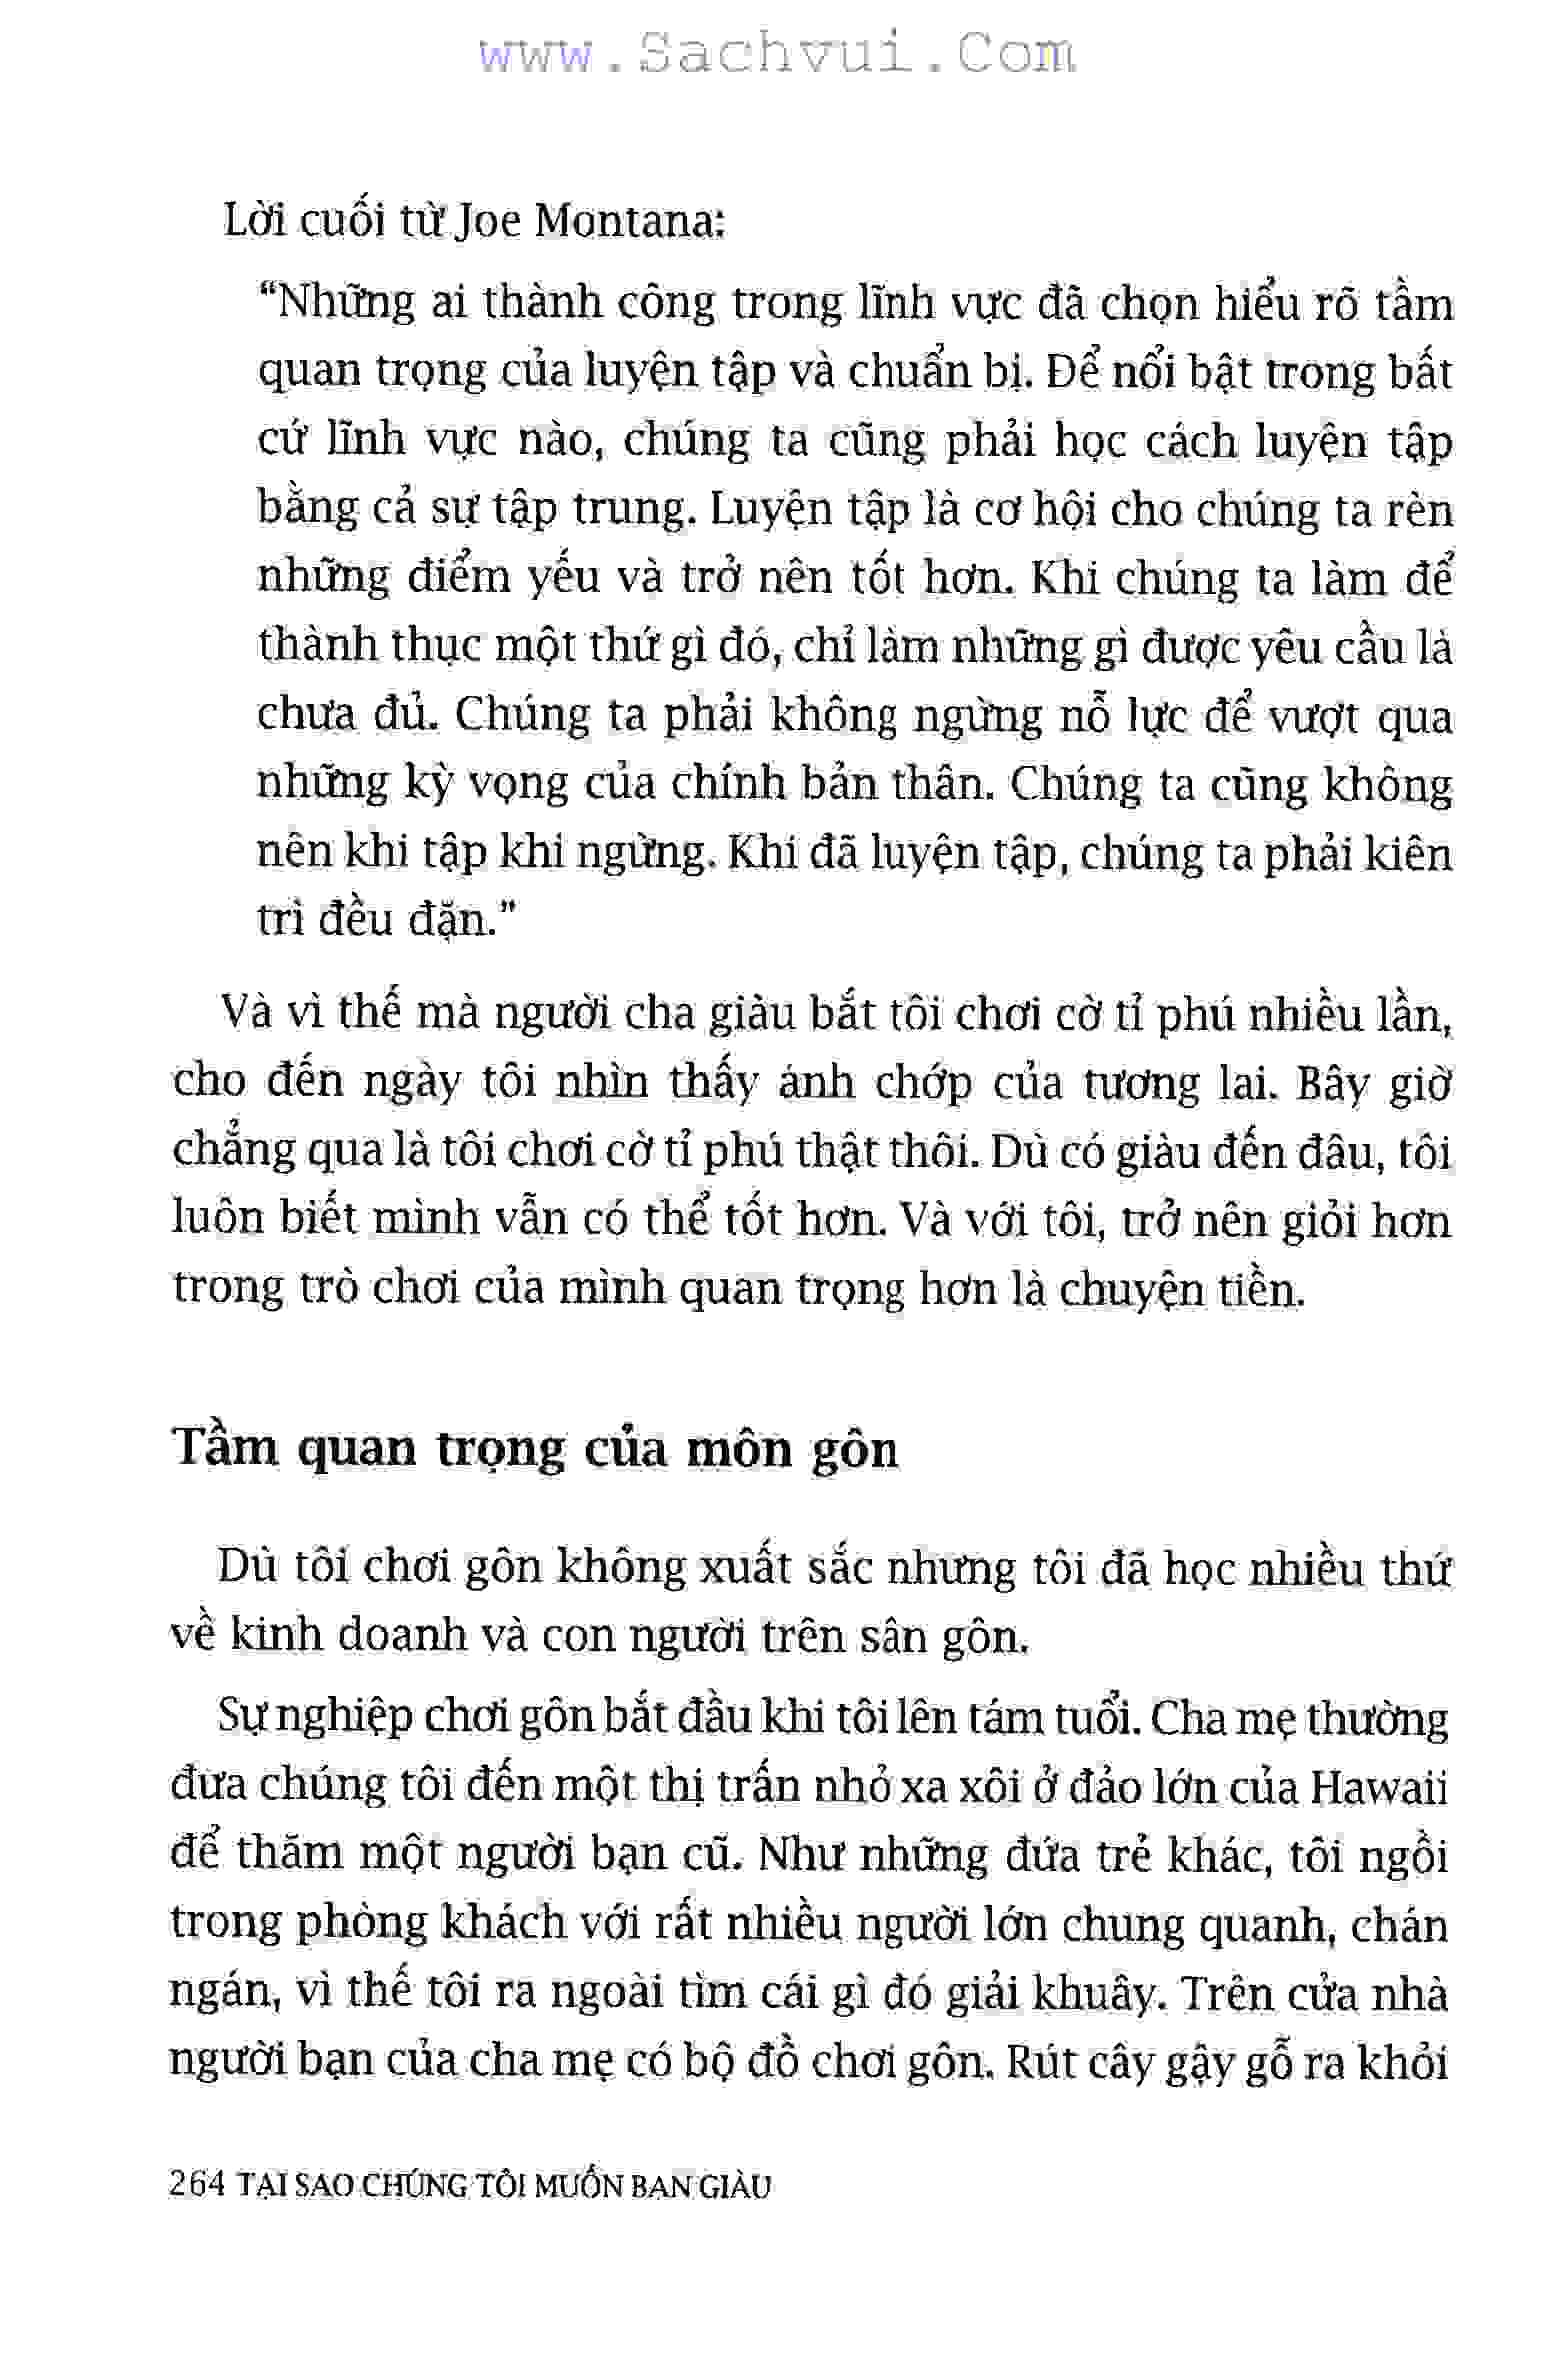 www.Sachvui.Com
Lời cuối từ Joe Montana:
“Những ai thành công trong lĩnh vực đã chọn hiểu rõ tầm
quan trọng của luyện tập và chuẩn bị. Để nổi bật trong bất
cứ lĩnh vực nào, chúng ta cũng phải học cách luyện tập
bằng cả sự tập trung. Luyện tập là cơ hội cho chúng ta rèn
những điểm yếu và trở nên tốt hơn. Khi chúng ta làm để
thành thục một thứ gì đó, chỉ làm những gì được yêu cầu là
chưa đủ. Chúng ta phải không ngừng nỗ lực để vượt qua
những kỳ vọng của chính bản thân. Chúng ta cũng không
nên khi tập khi ngừng. Khi đã luyện tập, chúng ta phải kiên
trì đều đặn.”
Và vì thế mà người cha giàu bắt tôi chơi cờ tỉ phú nhiều lần,
cho đến ngày tôi nhìn thấy ánh chớp của tương lai. Bây giờ
chẳng qua là tôi chơi cờ tỉ phú thật thôi. Dù có giàu đến đâu, tôi
luôn biết mình vẫn có thể tốt hơn. Và với tôi, trở nên giỏi hơn
trong trò chơi của mình quan trọng hơn là chuyện tiền.
Tầm quan trọng của môn gôn
Dù tôi chơi gôn không xuất sắc nhưng tôi đã học nhiều thứ
về kinh doanh và con người trên sân gôn.
Sự nghiệp chơi gôn bắt đầu khi tôi lên tám tuổi. Cha mẹ thường
đưa chúng tôi đến một thị trấn nhỏ xa xôi ở đảo lớn của Hawaii
để thăm một người bạn cũ. Như những đứa trẻ khác, tôi ngồi
trong phòng khách với rất nhiều người lớn chung quanh, chán
ngán, vì thế tôi ra ngoài tìm cái gì đó giải khuây. Trên cửa nhà
người bạn của cha mẹ có bộ đồ chơi gôn. Rút cây gậy gỗ ra khỏi
264 TẠI SAO CHÚNG TÔI MUỐN BẠN GIÀU